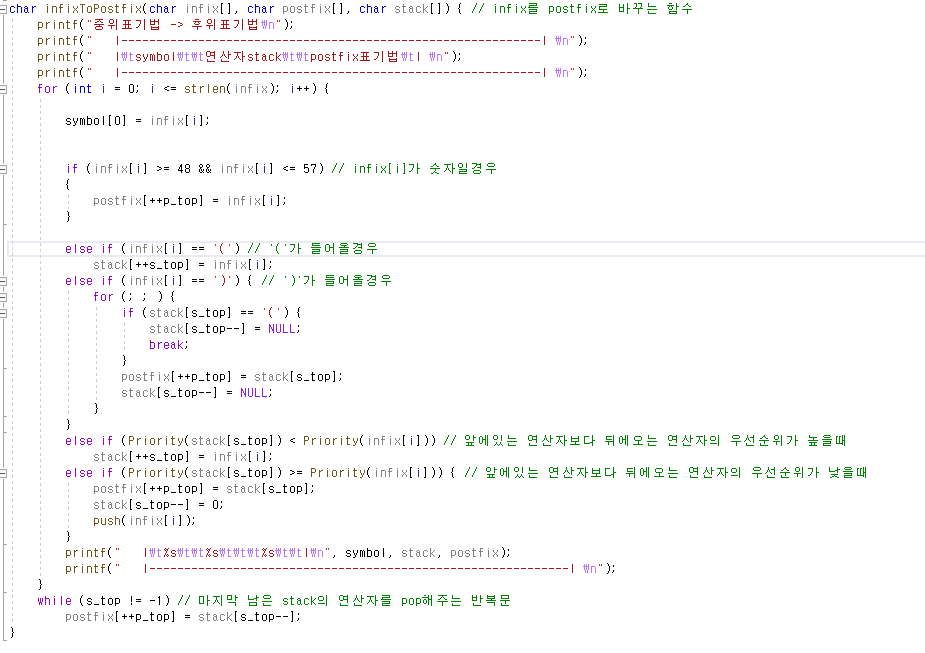 char infixToPostfix(char infix[], char postfix[], char stack[]) { // infix를 postfix로 바꾸는 함수
printf("중위표기법 -> 후위표기법₩n");
printf("   |------------------------------------------------------------| ₩n");
printf("   |₩tsymbol₩t₩t연산자stack₩t₩tpostfix표기법₩t| ₩n");
printf("   |------------------------------------------------------------| ₩n");
for (int i = 0; i <= strlen(infix); i++) {
symbol[0] = infix[i];
if (infix[i] >= 48 && infix[i] <= 57) // infix[i]가 숫자일경우
{
postfix[++p_top] = infix[i];
}
else if (infix[i] == '(') // '('가 들어올경우
stack[++s_top] = infix[i];
else if (infix[i] == ')') { // ')'가 들어올경우
for (; ; ) {
if (stack[s_top] == '(') {
stack[s_top--] = NULL;
break;
}
postfix[++p_top] = stack[s_top];
stack[s_top--] = NULL;
}
}
else if (Priority(stack[s_top]) < Priority(infix[i])) // 앞에있는 연산자보다 뒤에오는 연산자의 우선순위가 높을때
stack[++s_top] = infix[i];
else if (Priority(stack[s_top]) >= Priority(infix[i])) { // 앞에있는 연산자보다 뒤에오는 연산자의 우선순위가 낮을때
postfix[++p_top] = stack[s_top];
stack[s_top--] = 0;
push(infix[i]);
}
printf("   |₩t%s₩t₩t%s₩t₩t₩t%s₩t₩t|₩n", symbol, stack, postfix);
printf("   |------------------------------------------------------------| ₩n");
}
while (s_top != -1) // 마지막 남은 stack의 연산자를 pop해주는 반복문
postfix[++p_top] = stack[s_top--];
}